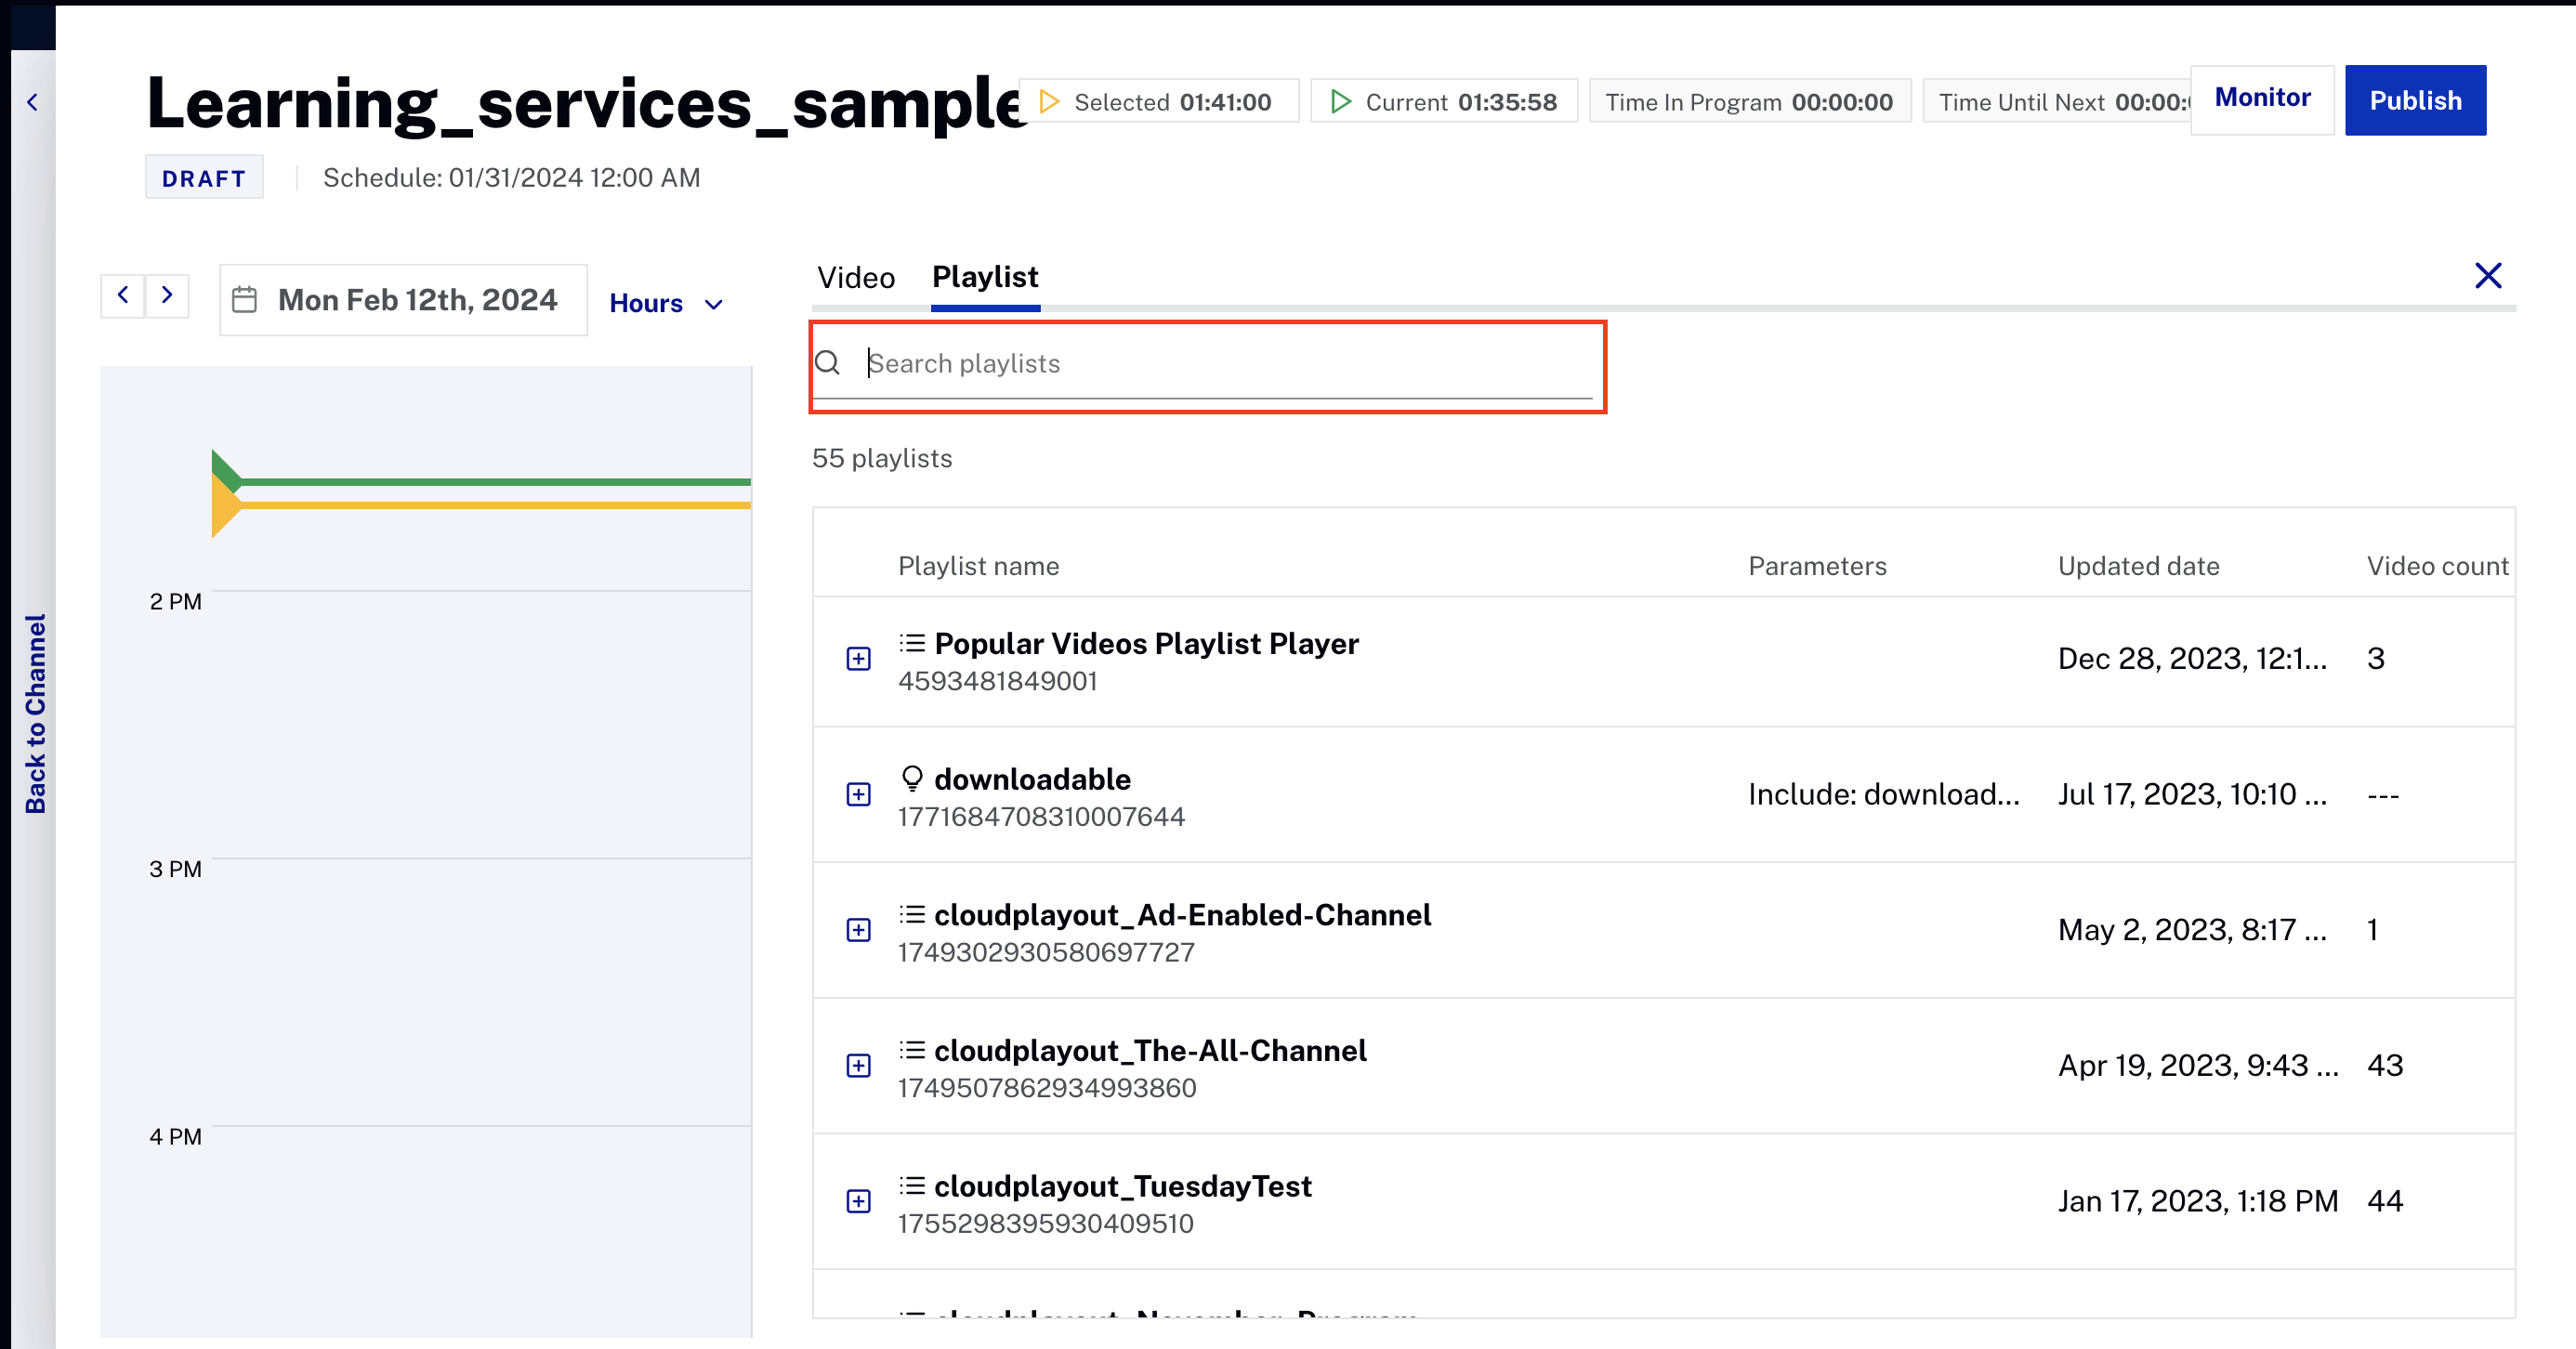 Learning_services_sample
Selected 01:41:00
Current 01:35:58
Time In Program 00:00:00
Time Until Next 00:00:
Monitor
Publish
DRAFT
Schedule: 01/31/2024 12:00 AM
Back to Channel
Mon Feb 12th, 2024
Hours
2 PM
3 PM
4 PM
Video
Playlist
Search playlists
55 playlists
Playlist name Parameters Updated date Video count
Popular Videos Playlist Player
4593481849001
Dec 28, 2023, 12:1... 3
downloadable
1771684708310007644
Include: download... Jul 17, 2023, 10:10 ... ---
cloudplayout_Ad-Enabled-Channel
1749302930580697727
May 2, 2023, 8:17 ... 1
cloudplayout_The-All-Channel
1749507862934993860
Apr 19, 2023, 9:43 ... 43
cloudplayout_TuesdayTest
1755298395930409510
Jan 17, 2023, 1:18 PM 44
cloudplayout_November_Program